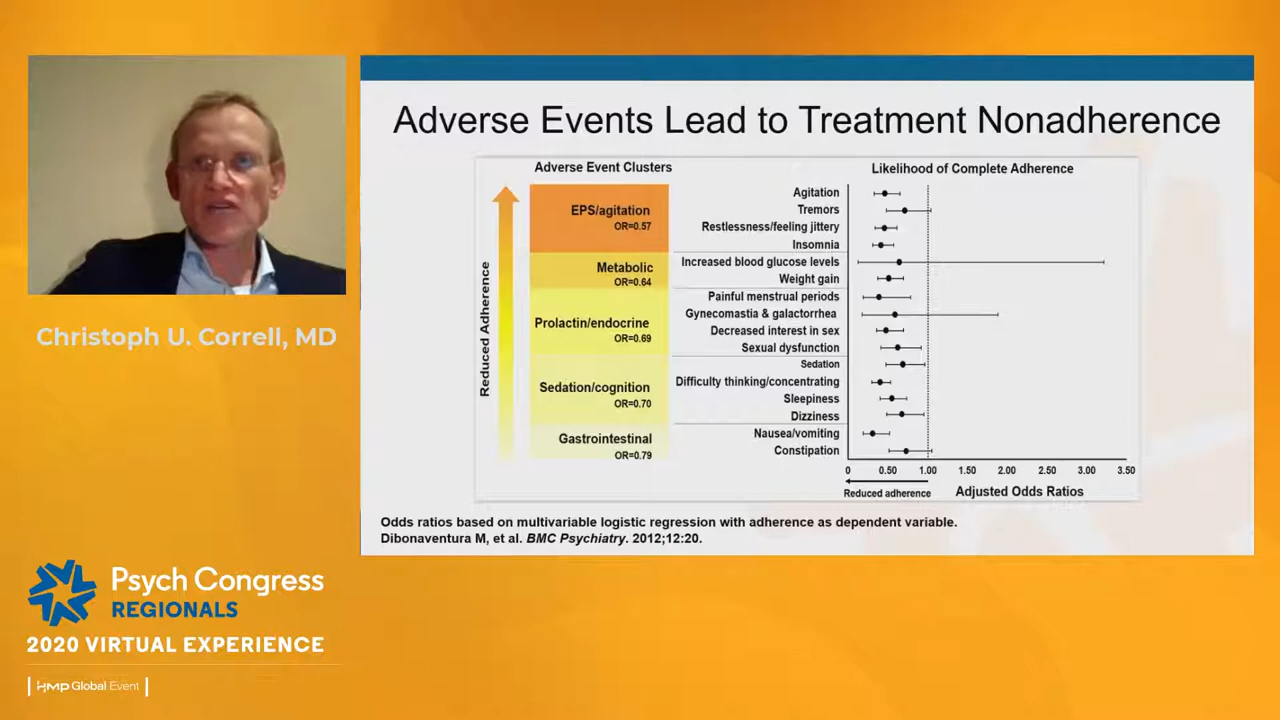 Adverse Events Lead to Treatment Nonadherence
Adverse Event Clusters
Likelihood of Complete Adherence
Reduced Adherence
EPS/agitation
OR=0.57
Metabolic
OR=0.64
Prolactin/endocrine
OR=0.69
Sedation/cognition
OR=0.70
Gastrointestinal
OR=0.79
Agitation
Tremors
Restlessness/feeling jittery
Insomnia
Increased blood glucose levels
Weight gain
Painful menstrual periods
Gynecomastia & galactorrhea
Decreased interest in sex
Sexual dysfunction
Sedation
Difficulty thinking/concentrating
Sleepiness
Dizziness
Nausea/vomiting
Constipation
0 0.50 1.00 1.50 2.00 2.50 3.00 3.50
Reduced adherence
Adjusted Odds Ratios
Odds ratios based on multivariable logistic regression with adherence as dependent variable.
Dibonaventura M, et al. BMC Psychiatry. 2012;12:20.
Christoph U. Correll, MD
Psych Congress
REGIONALS
2020 VIRTUAL EXPERIENCE
HMP Global Event